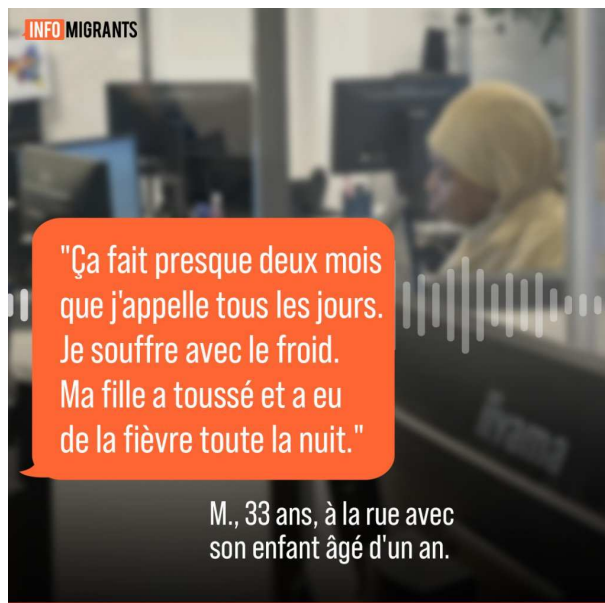 INFO MIGRANTS
"Ça fait presque deux mois
que j'appelle tous les jours.
Je souffre avec le froid.
Ma fille a toussé et a eu
de la fièvre toute la nuit."
iiyama
M., 33 ans, à la rue avec
son enfant âgé d'un an.